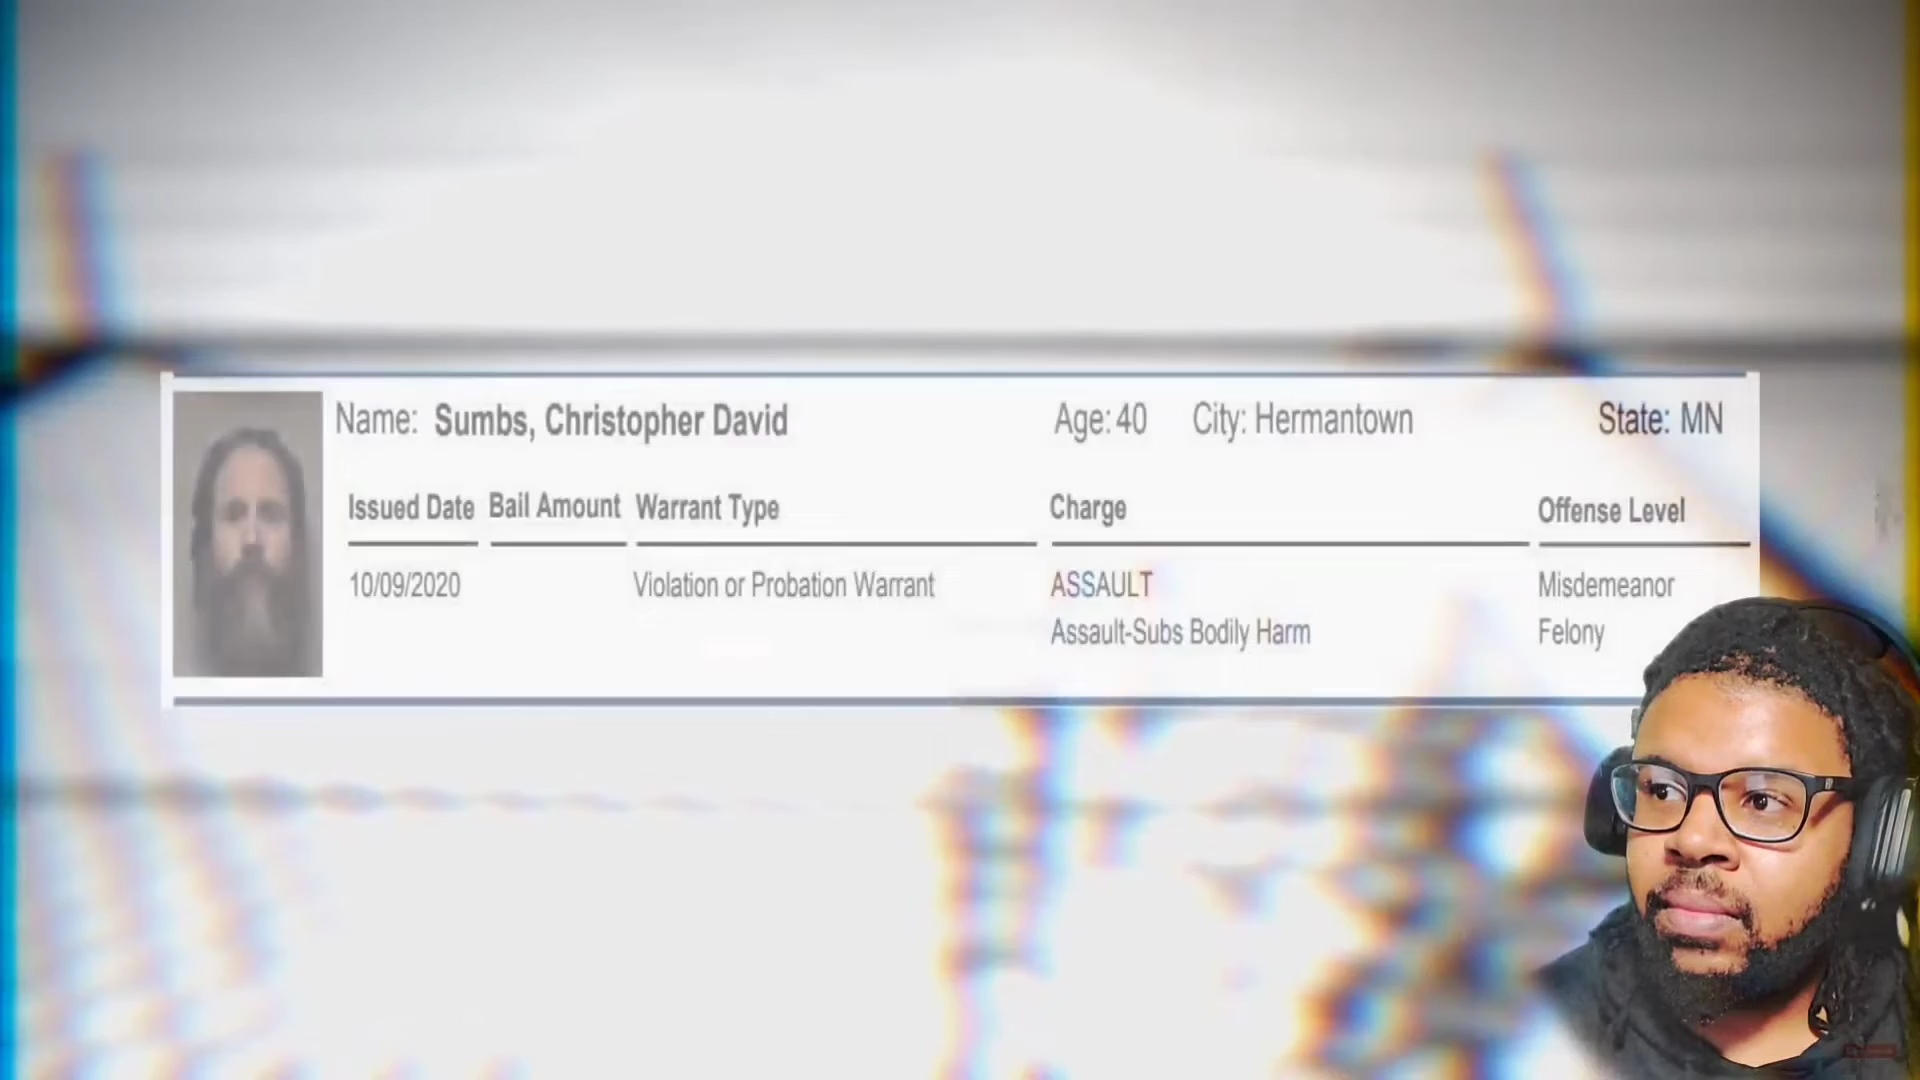 Name: Sumbs, Christopher David Age: 40 City: Hermantown State: MN
Issued Date Bail Amount Warrant Type Charge Offense Level
10/09/2020 Violation or Probation Warrant ASSAULT Misdemeanor
Assault-Subs Bodily Harm Felony